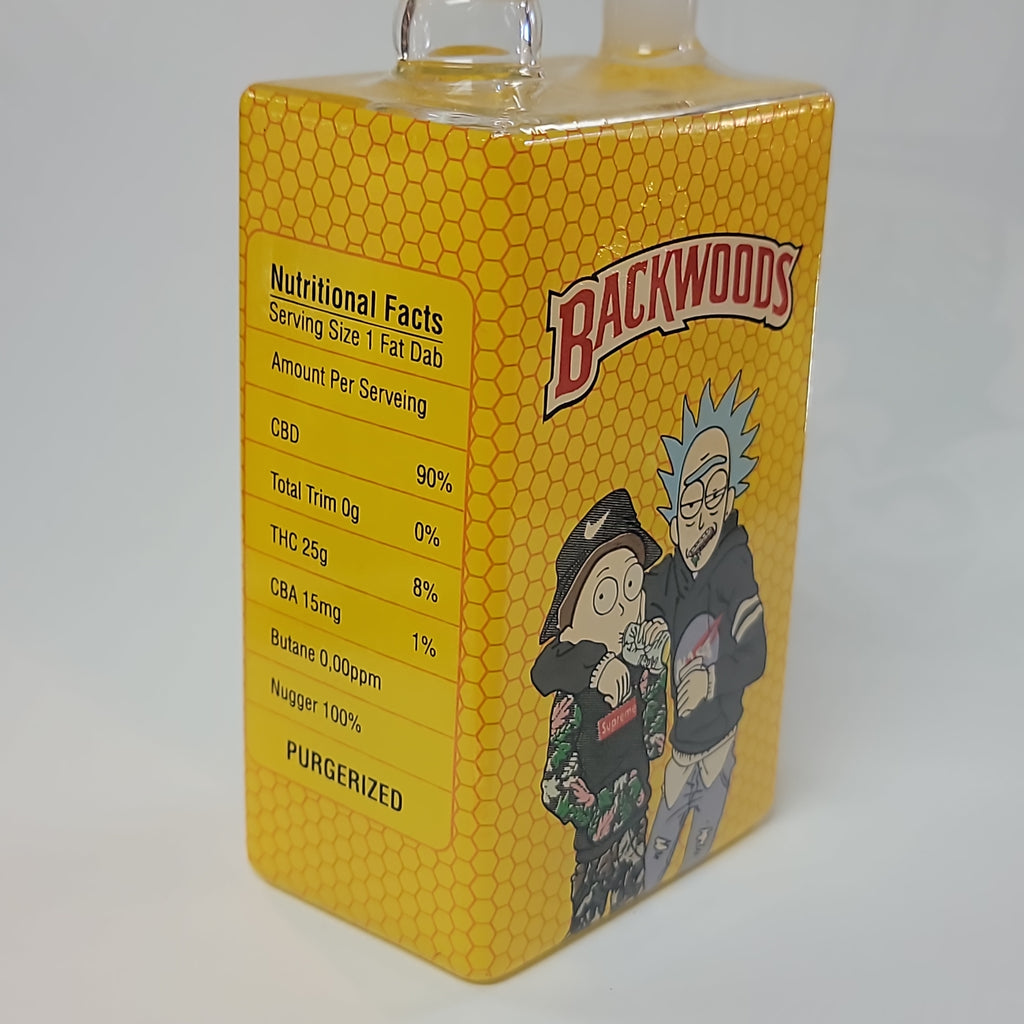 Nutritional Facts
Serving Size 1 Fat Dab
Amount Per Serveing
CBD
90%
Total Trim 0g
0%
THC 25g
8%
CBA 15mg
1%
Butane 0,00ppm
Nugger 100%
PURGERIZED
BACKWOODS
Supreme